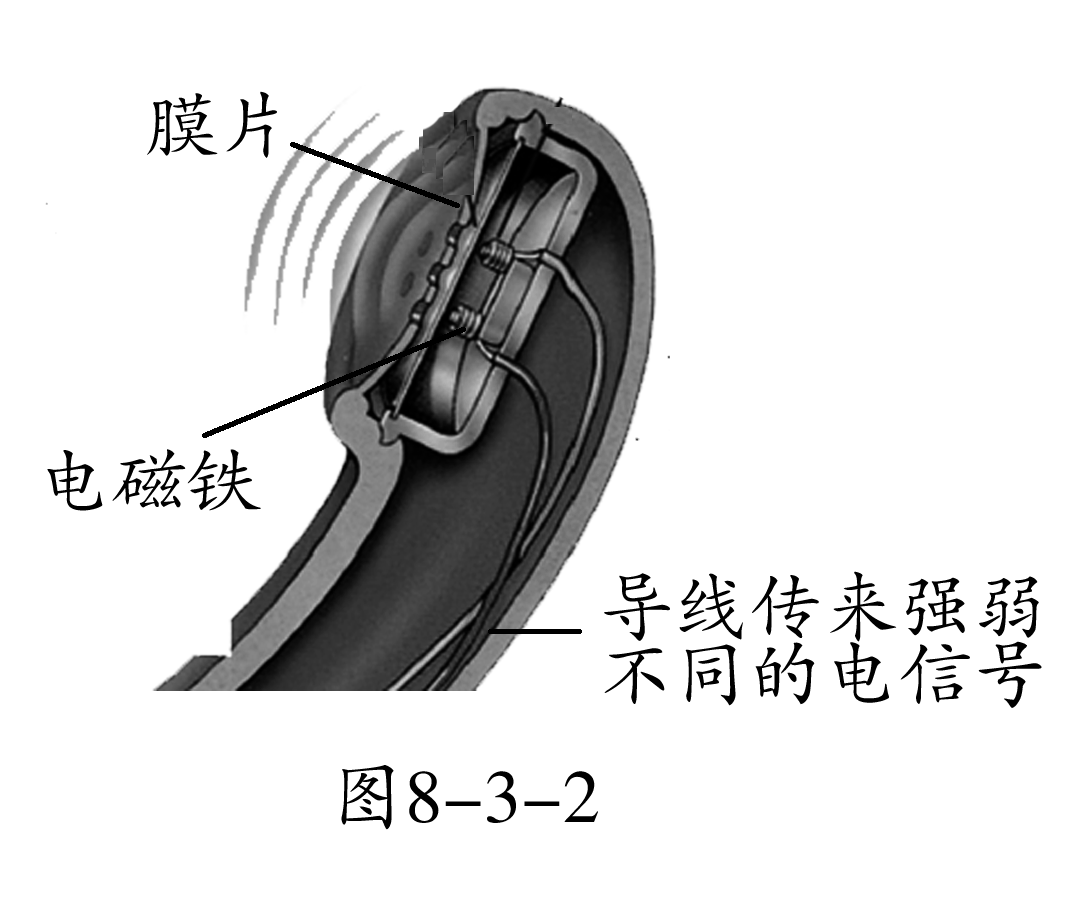 膜片
电磁铁
导线传来强弱
不同的电信号
图8-3-2